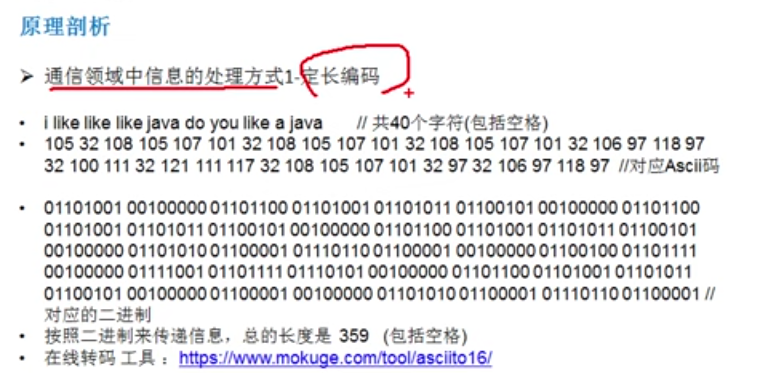 原理剖析
➢ 通信领域中信息的处理方式1-定长编码
• i like like like java do you like a java // 共40个字符(包括空格)
• 105 32 108 105 107 101 32 108 105 107 101 32 108 105 107 101 32 106 97 118 97
32 100 111 32 121 111 117 32 108 105 107 101 32 97 32 106 97 118 97 //对应Ascii码
• 01101001 00100000 01101100 01101001 01101011 01100101 00100000 01101100
01101001 01101011 01100101 00100000 01101100 01101001 01101011 01100101
00100000 01101010 01100001 01110110 01100001 00100000 01100100 01101111
00100000 01111001 01101111 01110101 00100000 01101100 01101001 01101011
01100101 00100000 01100001 00100000 01101010 01100001 01110110 01100001 //
对应的二进制
• 按照二进制来传递信息，总的长度是 359 (包括空格)
• 在线转码 工具 ：https://www.mokuge.com/tool/asciito16/